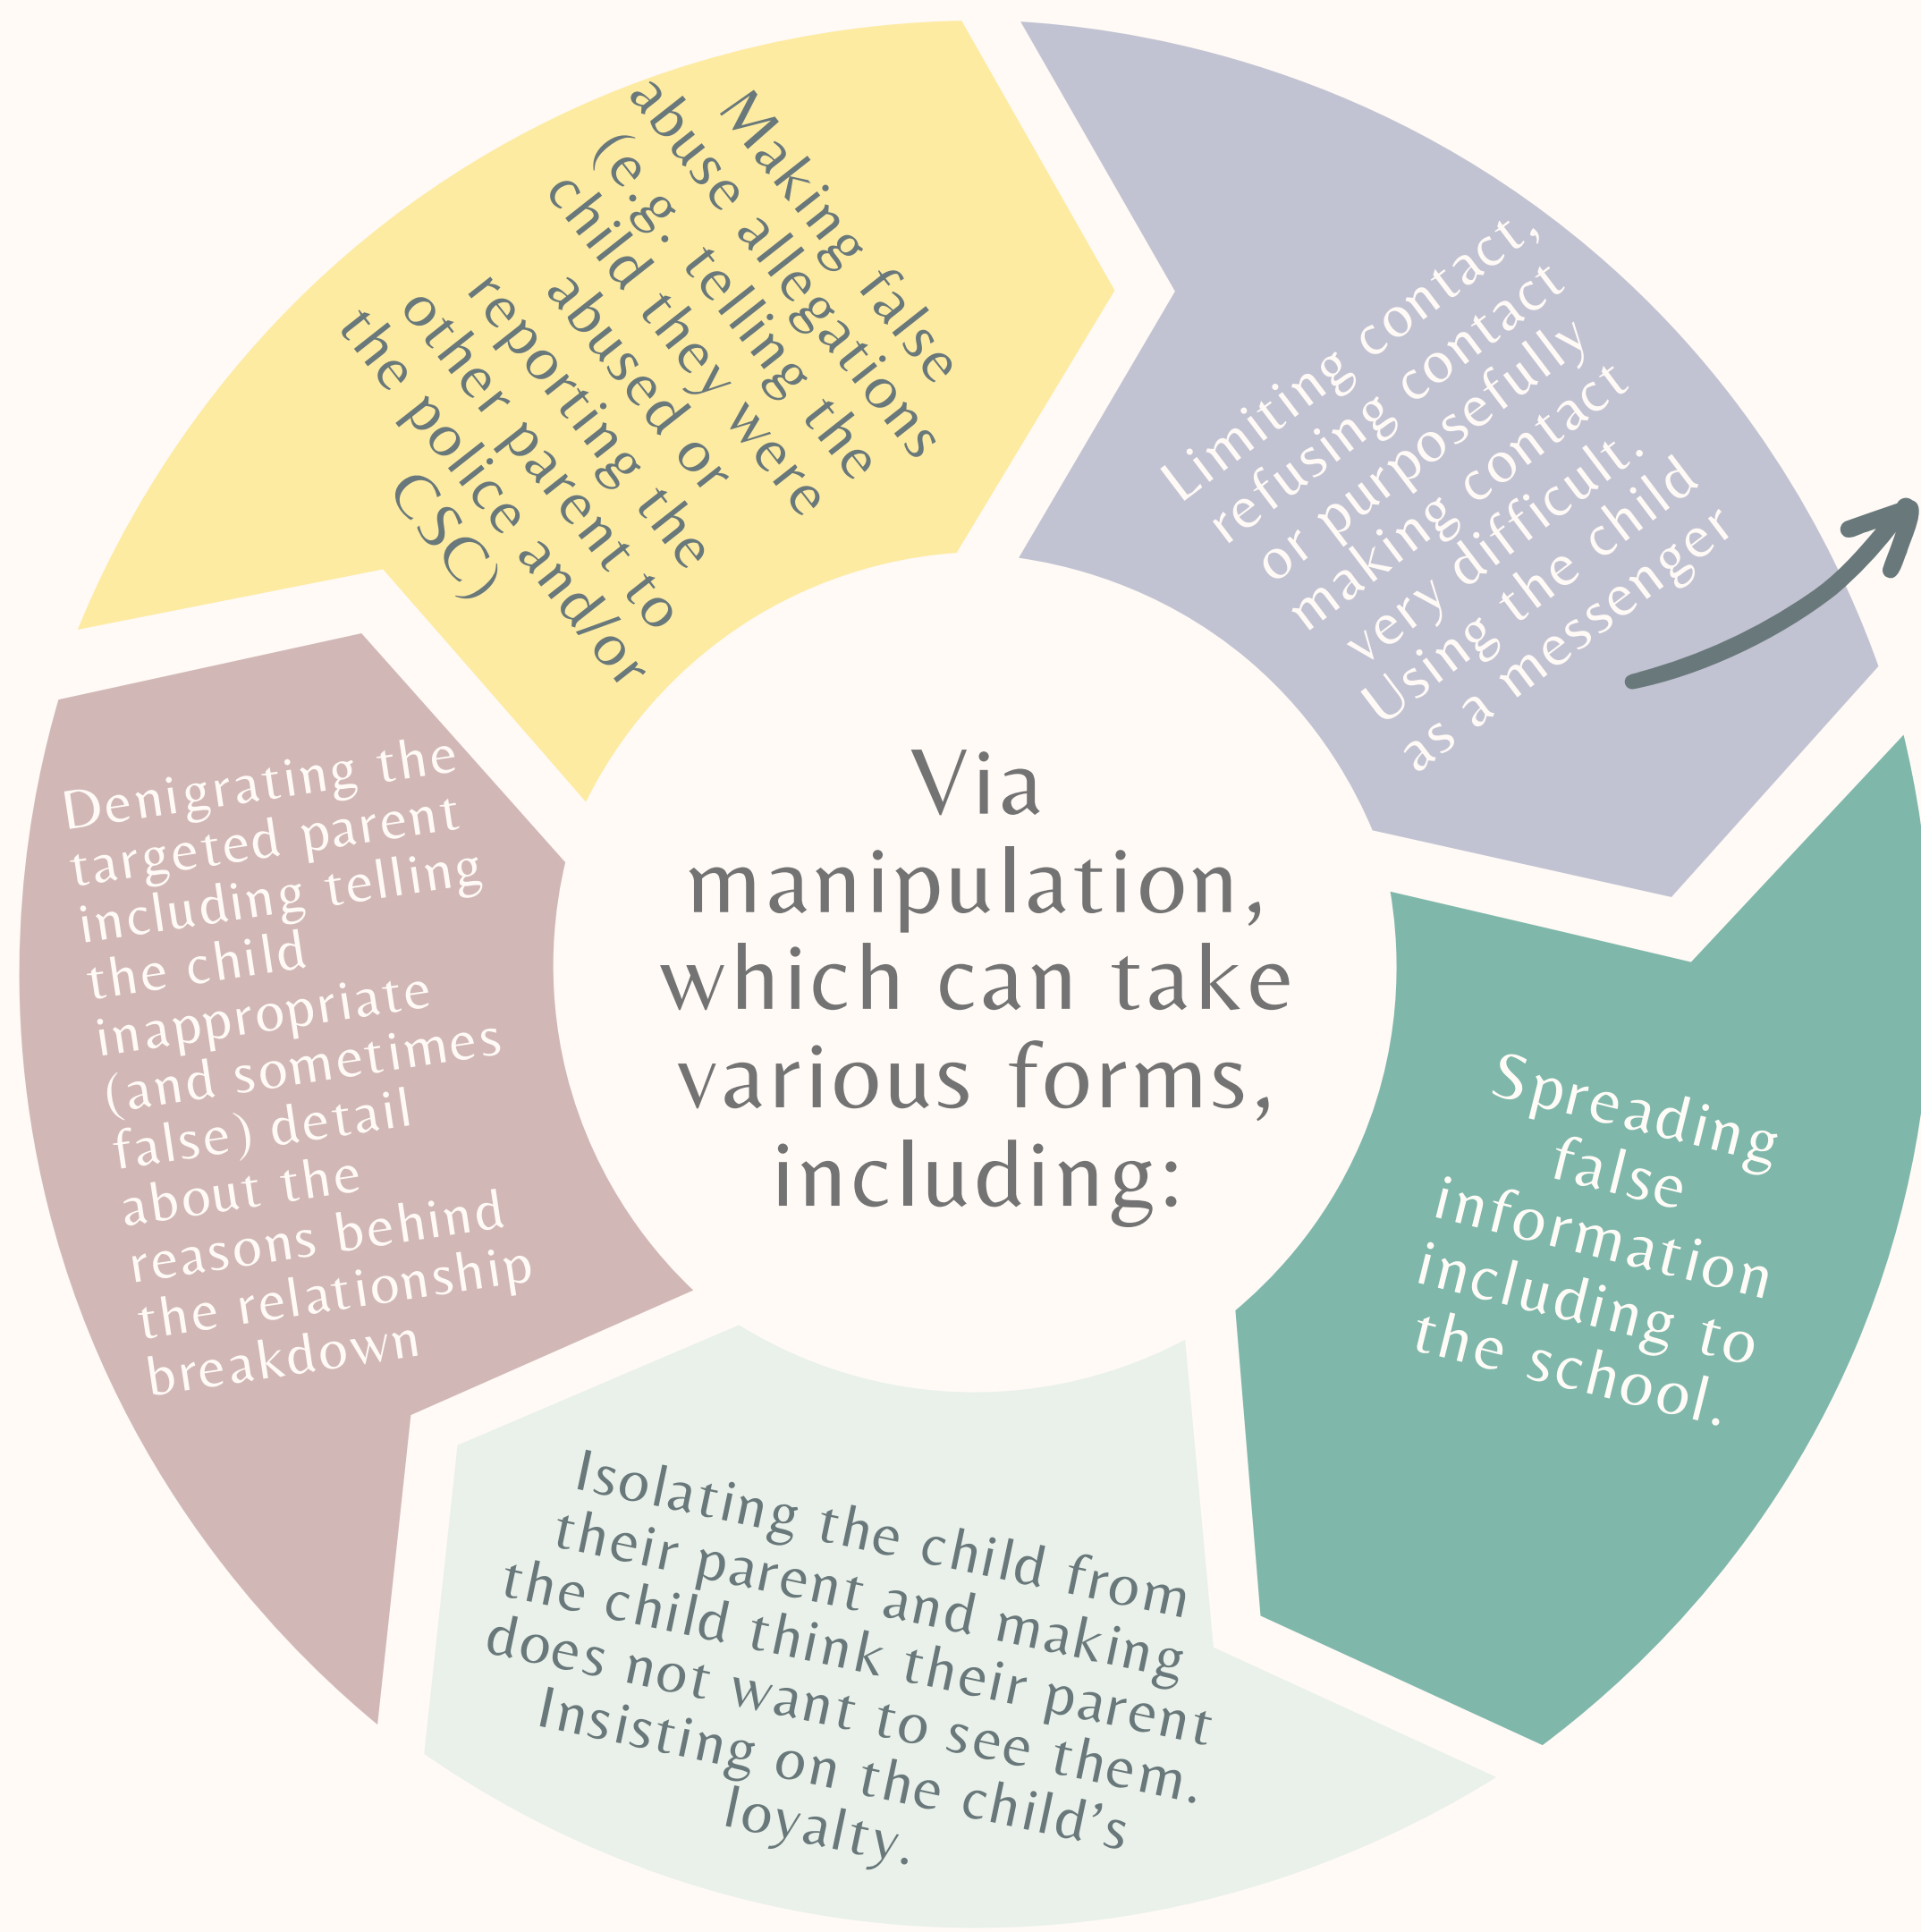 Via
manipulation,
which can take
various forms,
including:
Making false
abuse allegations
(e.g. telling the
child they were
abused or
reporting the
other parent to
the police and/or
CSC)
Limiting contact,
refusing contact
or purposefully
making contact
very difficult.
Using the child
as a messenger
Spreading
false
information
including to
the school.
Isolating the child from
their parent and making
the child think their parent
does not want to see them.
Insisting on the child's
loyalty.
Denigrating the
targeted parent
including telling
the child
inappropriate
(and sometimes
false) detail
about the
reasons behind
the relationship
breakdown